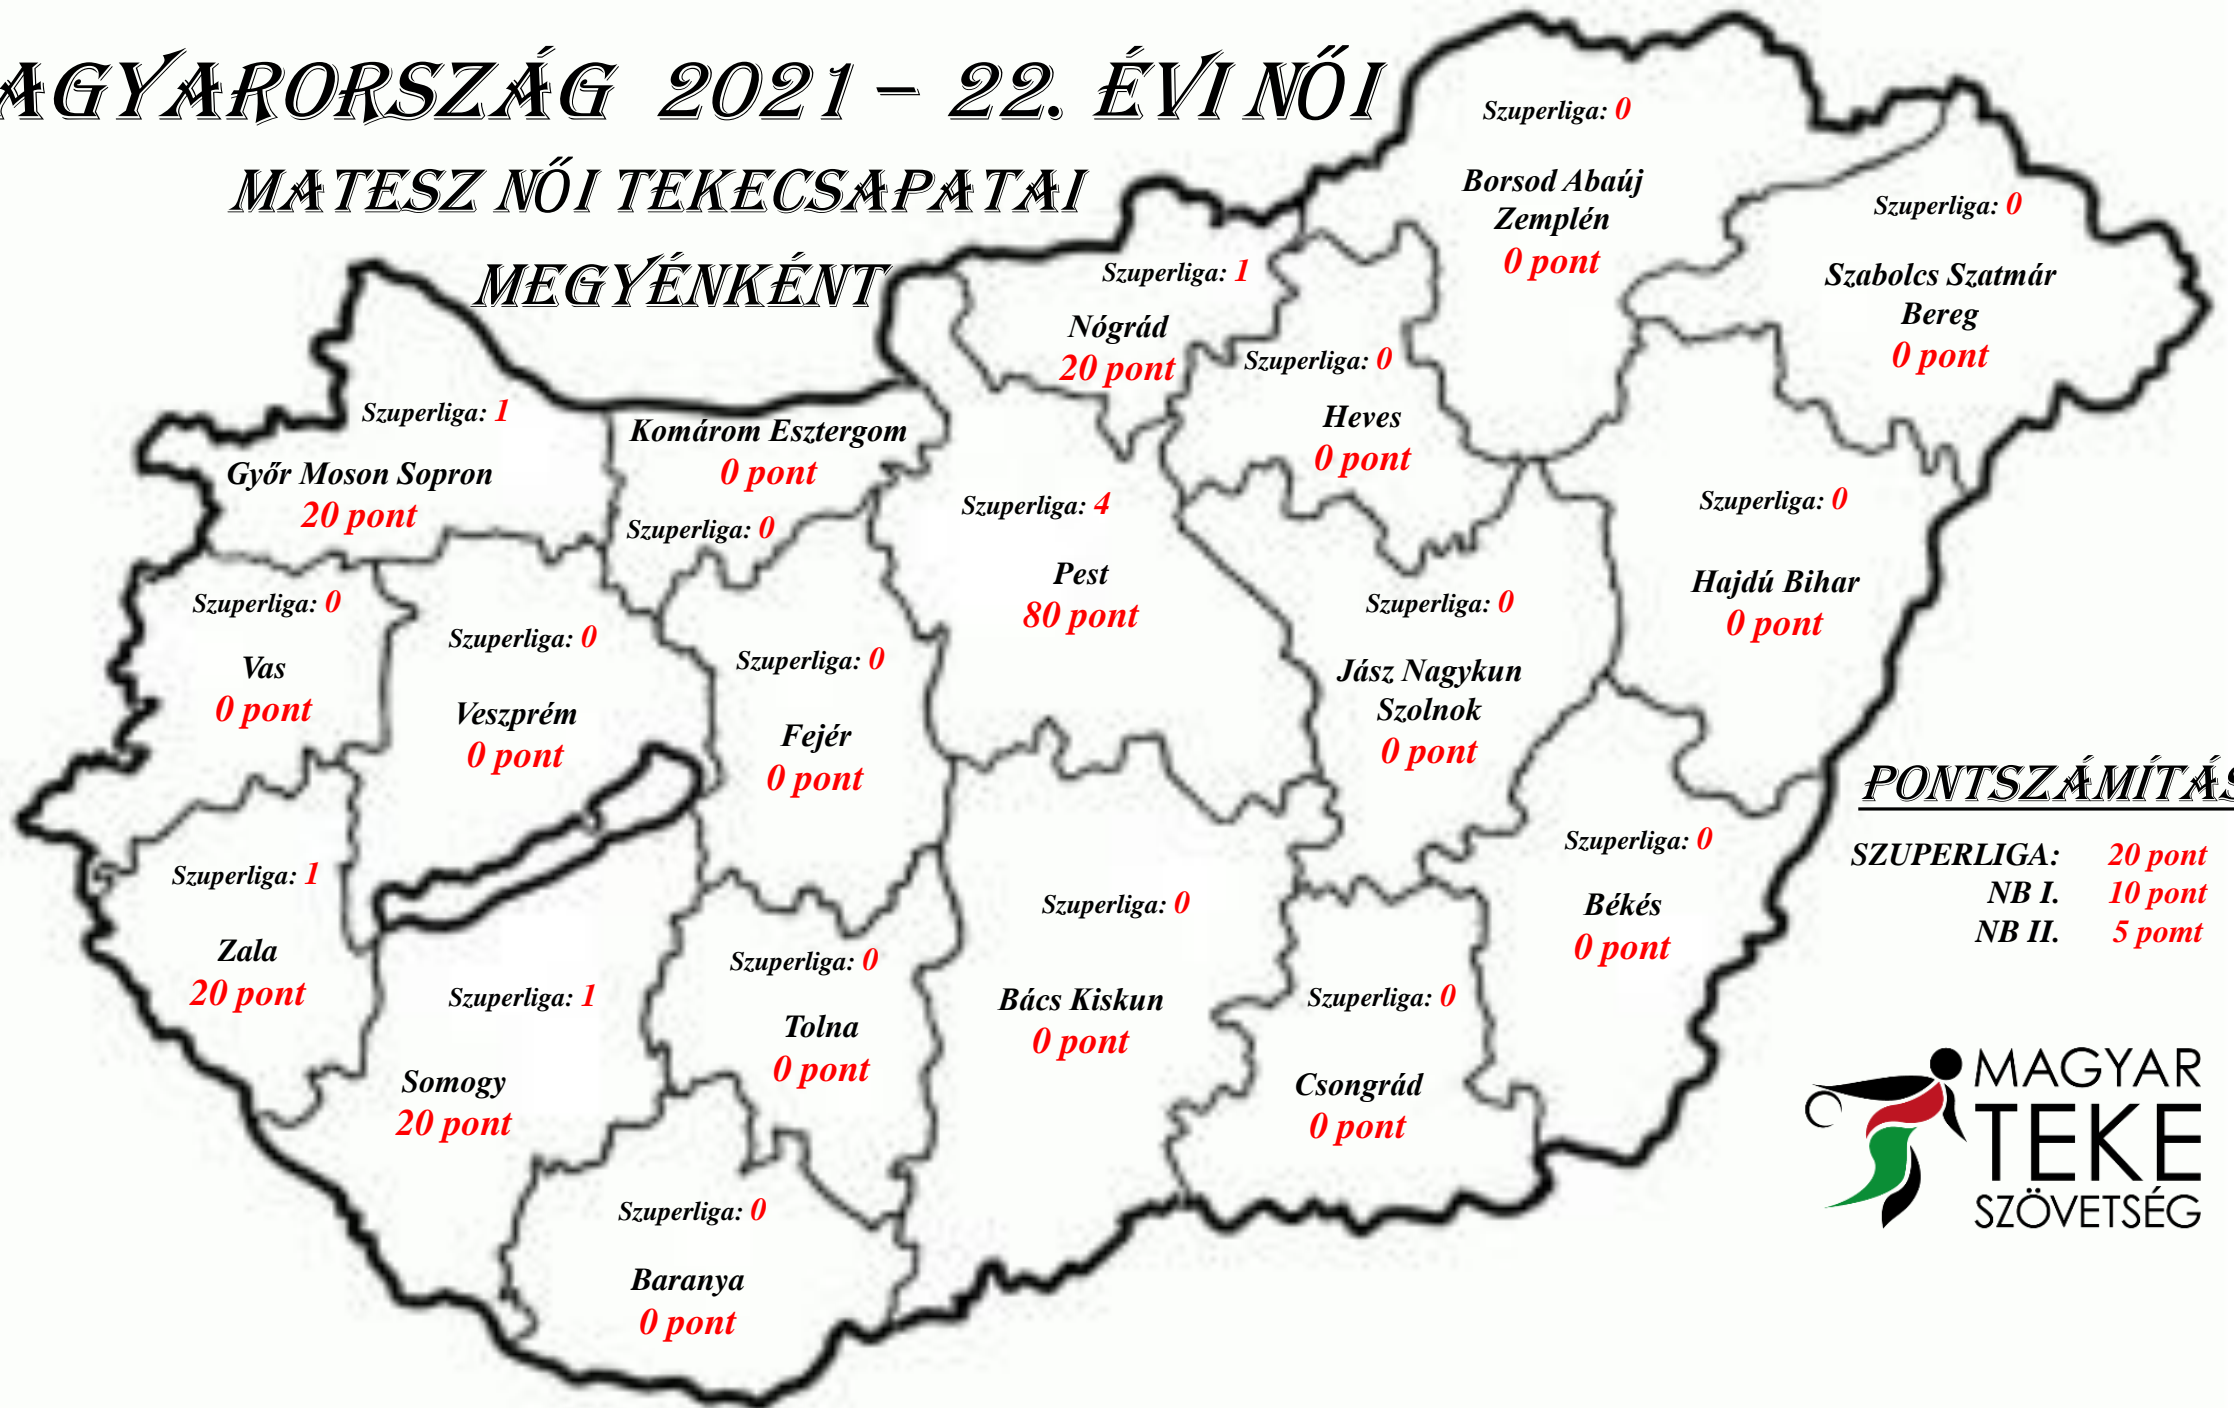 AGYARORSZÁG 2021 – 22. ÉVI NŐI
MATESZ NŐI TEKECSAPATAI
MEGYÉNKÉNT
Szuperliga: 0
Borsod Abaúj
Zemplén
0 pont
Szuperliga: 0
Szabolcs Szatmár
Bereg
0 pont
Szuperliga: 1
Nógrád
20 pont
Szuperliga: 0
Heves
0 pont
Szuperliga: 1
Győr Moson Sopron
20 pont
Komárom Esztergom
0 pont
Szuperliga: 0
Szuperliga: 4
Pest
80 pont
Szuperliga: 0
Hajdú Bihar
0 pont
Szuperliga: 0
Vas
0 pont
Szuperliga: 0
Veszprém
0 pont
Szuperliga: 0
Fejér
0 pont
Szuperliga: 0
Jász Nagykun
Szolnok
0 pont
Szuperliga: 1
Zala
20 pont
Szuperliga: 1
Somogy
20 pont
Szuperliga: 0
Tolna
0 pont
Szuperliga: 0
Bács Kiskun
0 pont
Szuperliga: 0
Csongrád
0 pont
Szuperliga: 0
Békés
0 pont
Szuperliga: 0
Baranya
0 pont
PONTSZÁMÍTÁS
SZUPERLIGA: 20 pont
NB I. 10 pont
NB II. 5 pomt
MAGYAR
TEKE
SZÖVETSÉG